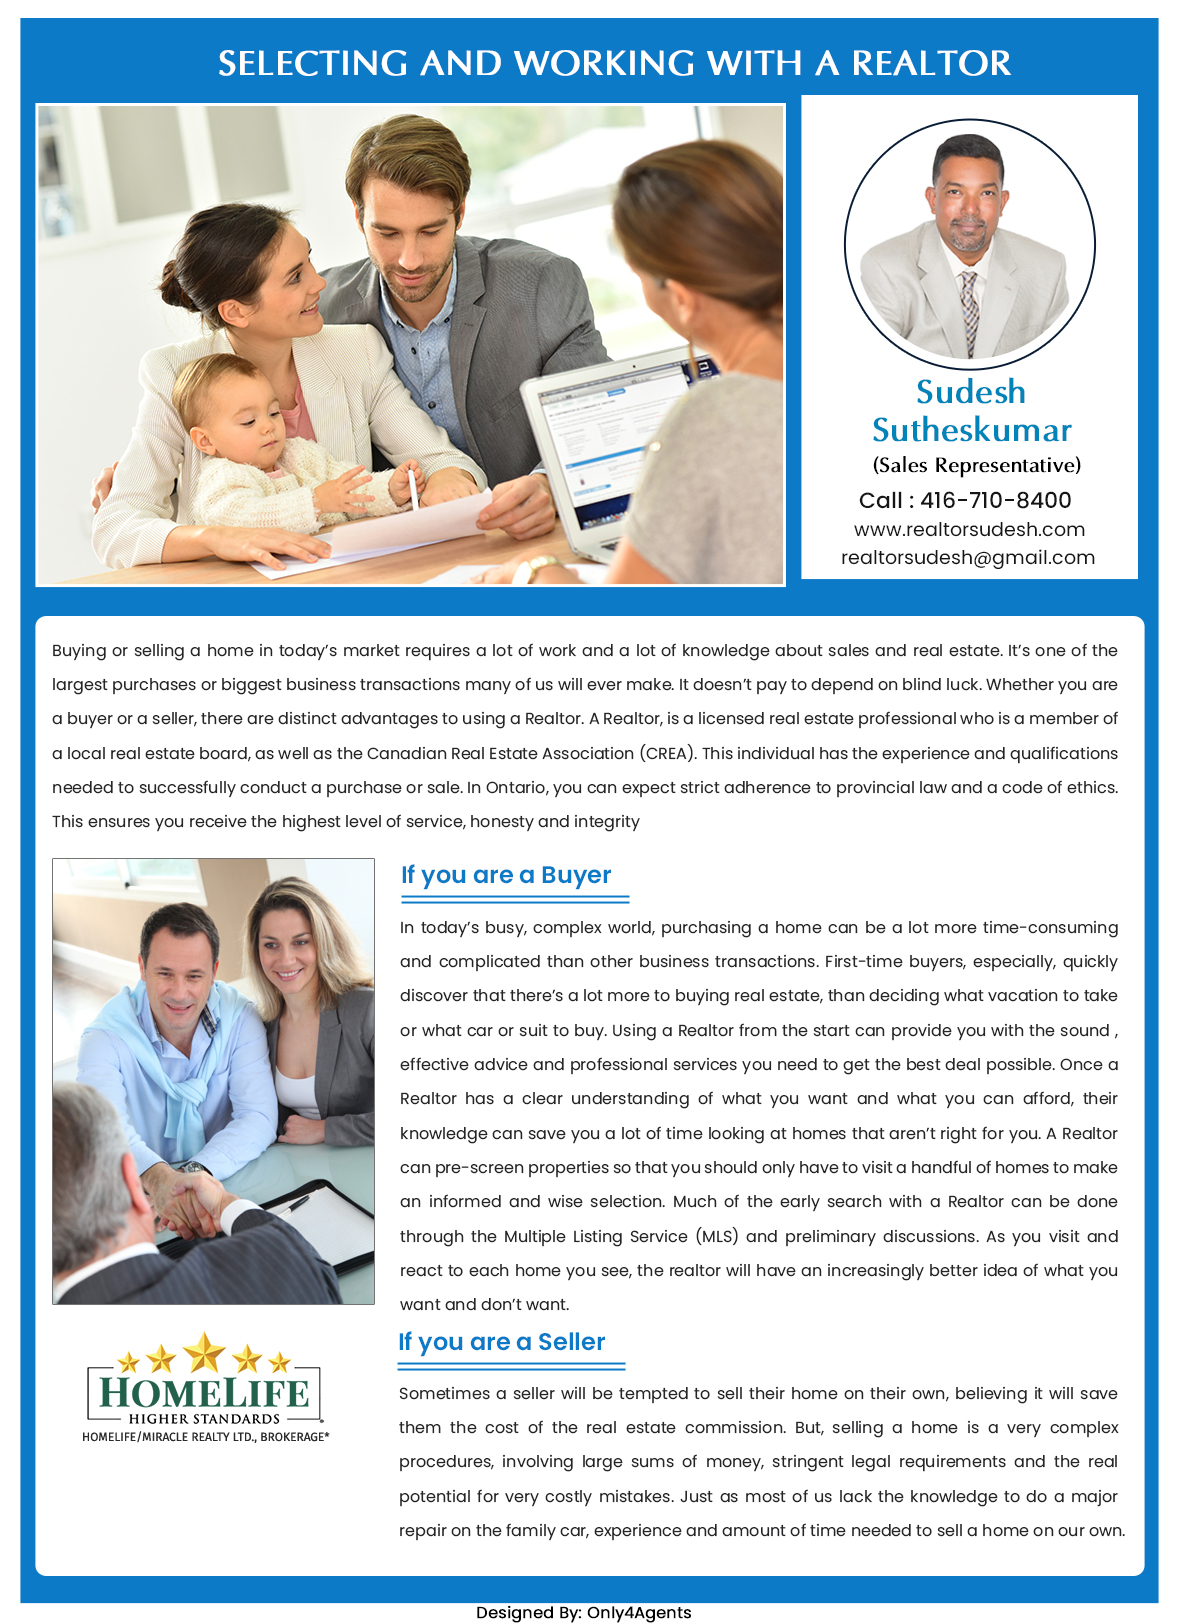 SELECTING AND WORKING WITH A REALTOR
Sudesh
Sutheskumar
(Sales Representative)
Call : 416-710-8400
www.realtorsudesh.com
realtorsudesh@gmail.com
Buying or selling a home in today’s market requires a lot of work and a lot of knowledge about sales and real estate. It’s one of the
largest purchases or biggest business transactions many of us will ever make. It doesn’t pay to depend on blind luck. Whether you are
a buyer or a seller, there are distinct advantages to using a Realtor. A Realtor, is a licensed real estate professional who is a member of
a local real estate board, as well as the Canadian Real Estate Association (CREA). This individual has the experience and qualifications
needed to successfully conduct a purchase or sale. In Ontario, you can expect strict adherence to provincial law and a code of ethics.
This ensures you receive the highest level of service, honesty and integrity
If you are a Buyer
In today’s busy, complex world, purchasing a home can be a lot more time-consuming
and complicated than other business transactions. First-time buyers, especially, quickly
discover that there’s a lot more to buying real estate, than deciding what vacation to take
or what car or suit to buy. Using a Realtor from the start can provide you with the sound ,
effective advice and professional services you need to get the best deal possible. Once a
Realtor has a clear understanding of what you want and what you can afford, their
knowledge can save you a lot of time looking at homes that aren’t right for you. A Realtor
can pre-screen properties so that you should only have to visit a handful of homes to make
an informed and wise selection. Much of the early search with a Realtor can be done
through the Multiple Listing Service (MLS) and preliminary discussions. As you visit and
react to each home you see, the realtor will have an increasingly better idea of what you
want and don’t want.
If you are a Seller
Sometimes a seller will be tempted to sell their home on their own, believing it will save
them the cost of the real estate commission. But, selling a home is a very complex
procedures, involving large sums of money, stringent legal requirements and the real
potential for very costly mistakes. Just as most of us lack the knowledge to do a major
repair on the family car, experience and amount of time needed to sell a home on our own.
HOMELIFE
HIGHER STANDARDS
HOMELIFE/MIRACLE REALTY LTD., BROKERAGE*
Designed By: Only4Agents